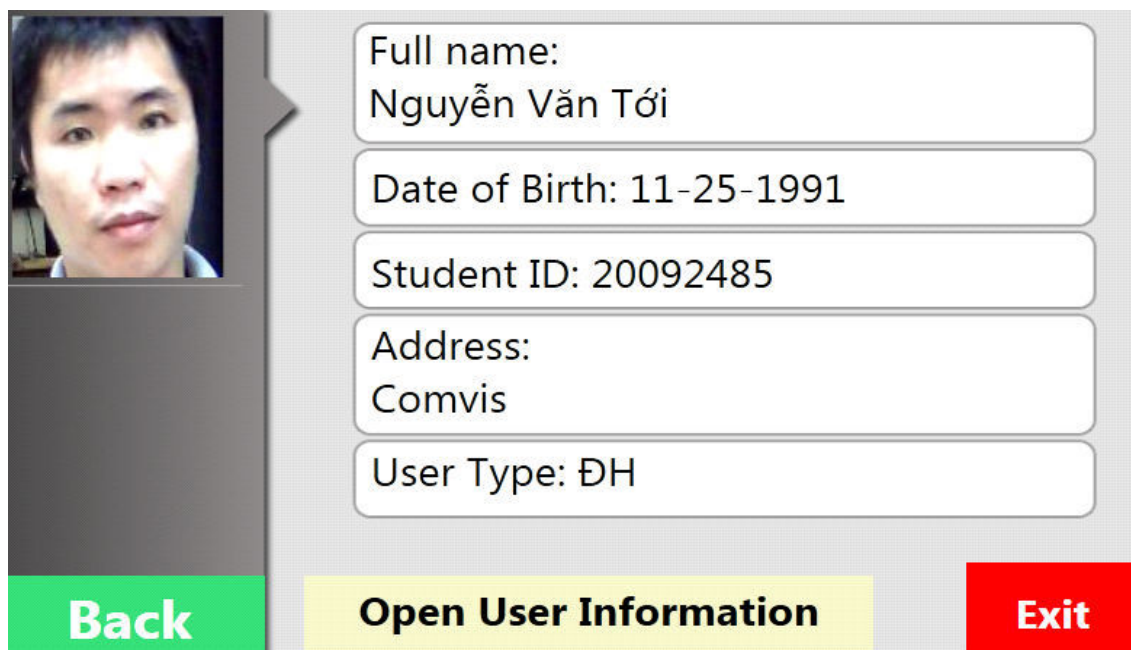 Full name:
Nguyễn Văn Tới
Date of Birth: 11-25-1991
Student ID: 20092485
Address:
Comvis
User Type: ĐH
Back
Open User Information
Exit